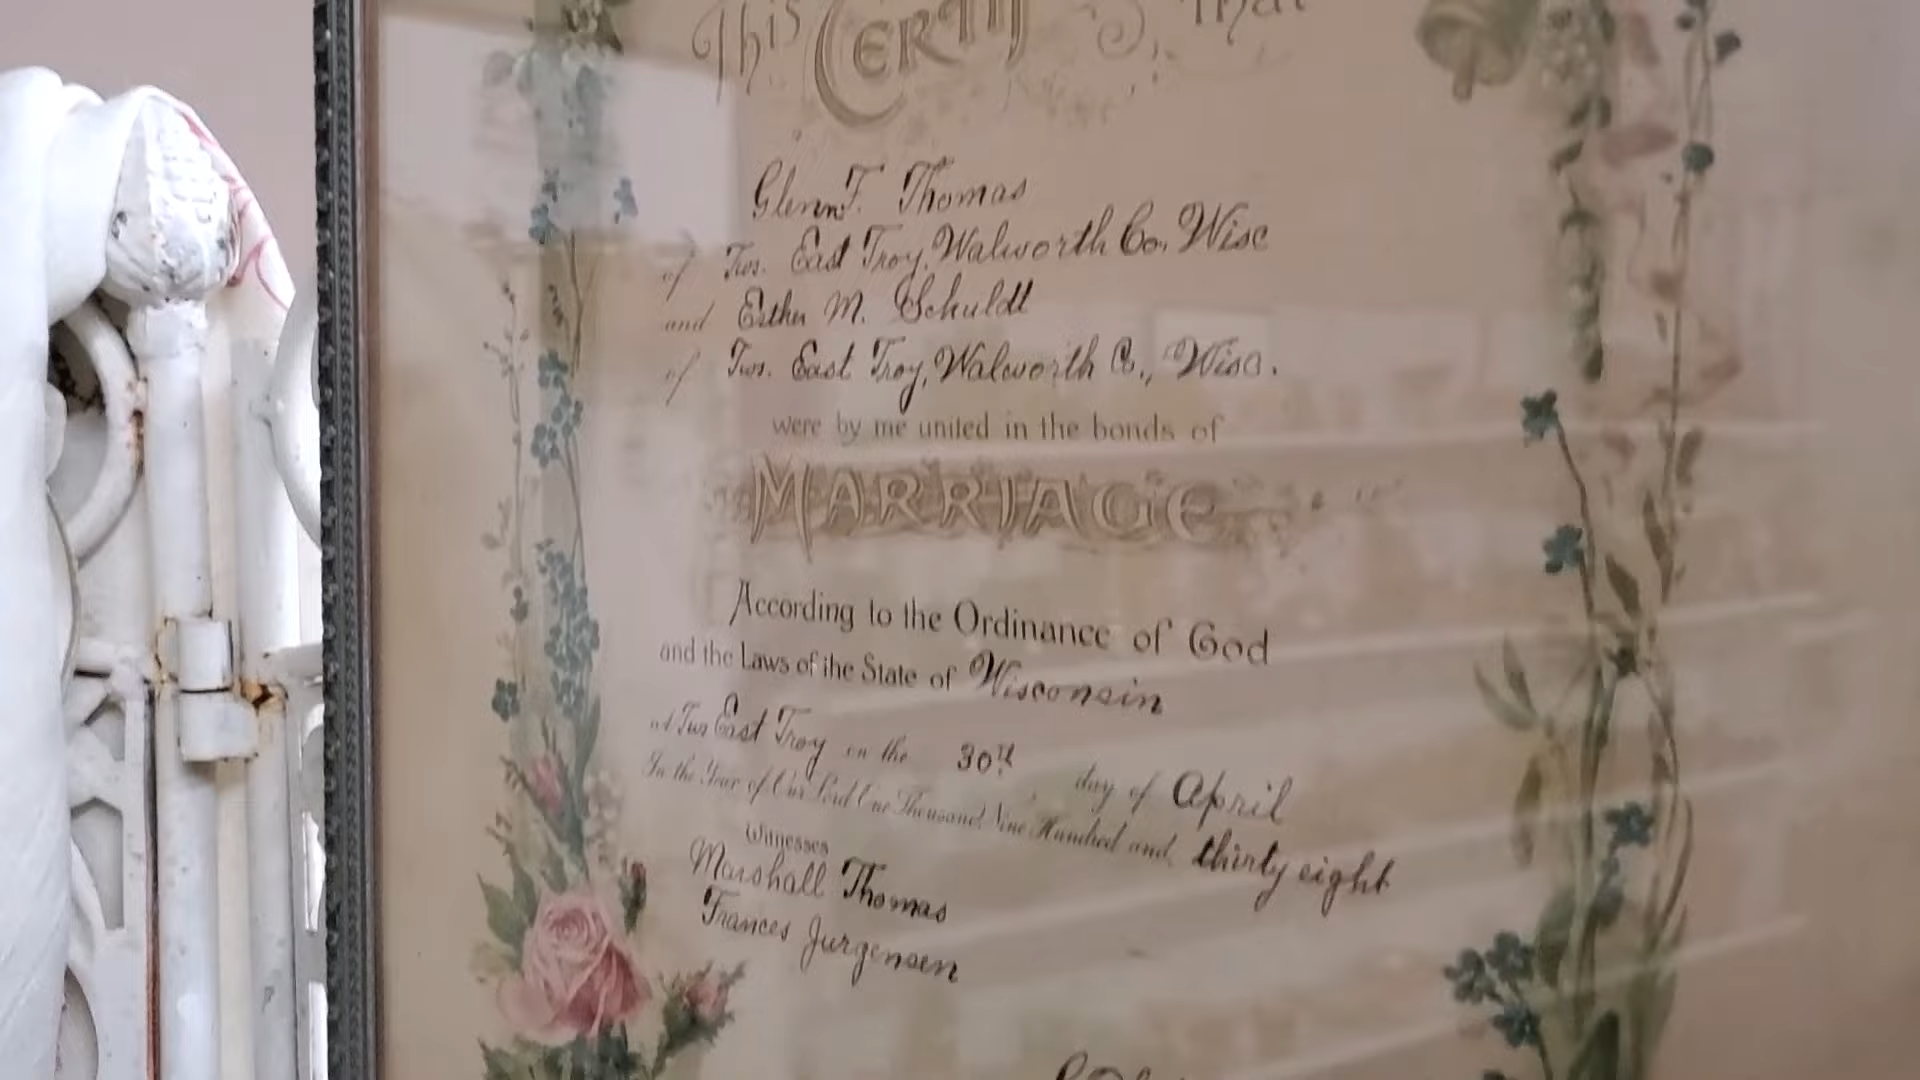 This CERTIFIES That
Glenn F. Thomas
of Twn. East Troy, Walworth Co. Wisc
and Esther M. Schuldt
of Twn. East Troy, Walworth Co., Wisc.
were by me united in the bonds of
MARRIAGE
According to the Ordinance of God
and the Laws of the State of Wisconsin
at Twn East Troy on the 30th day of April
In the Year of Our Lord One Thousand Nine Hundred and thirty eight
Witnesses
Marshall Thomas
Frances Jurgensen